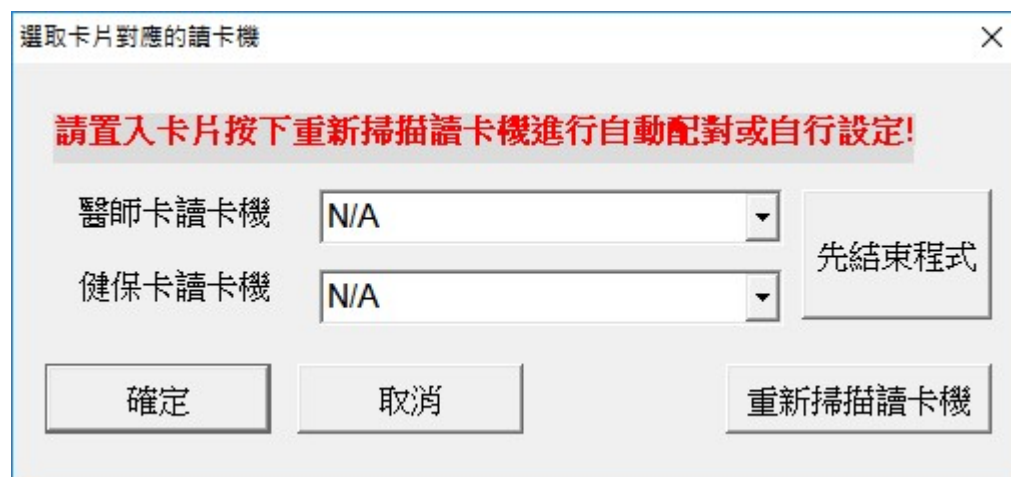 選取卡片對應的讀卡機
請置入卡片按下重新掃描讀卡機進行自動配對或自行設定!
醫師卡讀卡機
N/A
先結束程式
健保卡讀卡機
N/A
確定
取消
重新掃描讀卡機